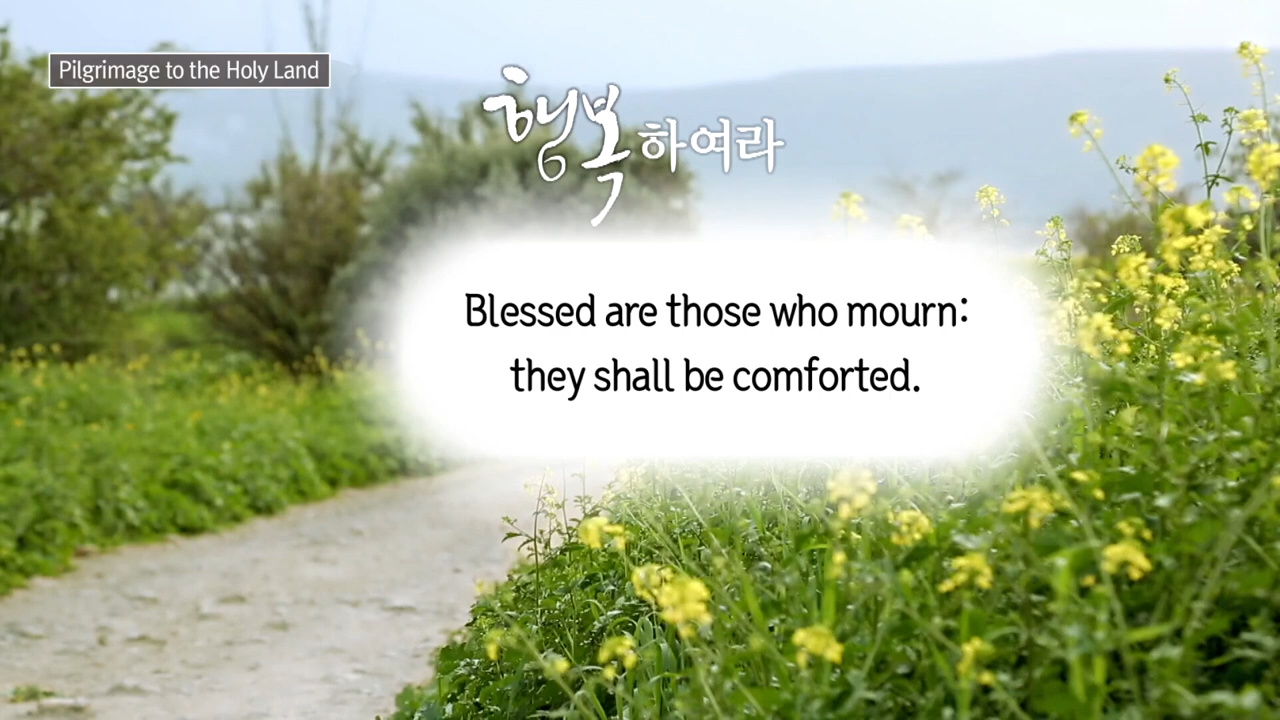 Pilgrimage to the Holy Land
행복하여라
Blessed are those who mourn:
they shall be comforted.